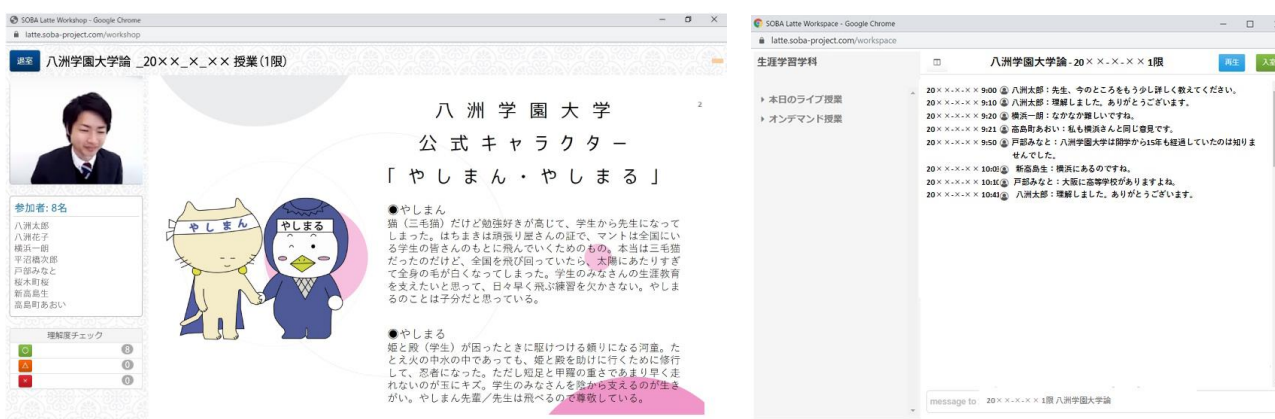 SOBA Latte Workshop - Google Chrome
latte.soba-project.com/workshop
退室 八洲学園大学論 _20××_×_×× 授業(1限)
参加者: 8名
八洲太郎
八洲花子
横浜一朗
平沼橋次郎
戸部みなと
桜木町桜
新高島生
高島町あおい
理解度チェック
○ 8
△ 0
× 0
2
八洲学園大学
公式キャラクター
「やしまん・やしまる」
やしまん
やしまる
●やしまん
猫（三毛猫）だけど勉強好きが高じて、学生から先生になって
しまった。はちまきは頑張り屋さんの証で、マントは全国にい
る学生の皆さんのもとに飛んでいくためのもの。本当は三毛猫
だったのだけど、全国を飛び回っていたら、太陽にあたりすぎ
て全身の毛が白くなってしまった。学生のみなさんの生涯教育
を支えたいと思って、日々早く飛ぶ練習を欠かさない。やしま
るのことは子分だと思っている。
●やしまる
姫と殿（学生）が困ったときに駆けつける頼りになる河童。た
とえ火の中水の中であっても、姫と殿を助けに行くために修行
して、忍者になった。ただし短足と甲羅の重さであまり早く走
れないのが玉にキズ。学生のみなさんを陰から支えるのが生き
がい。やしまん先輩／先生は飛べるので尊敬している。
SOBA Latte Workspace - Google Chrome
latte.soba-project.com/workspace
生涯学習学科
本日のライブ授業
オンデマンド授業
八洲学園大学論-20××-×-×× 1限
再生
入室
20××-×-×× 9:00 八洲太郎：先生、今のところをもう少し詳しく教えてください。
20××-×-×× 9:10 八洲太郎：理解しました。ありがとうございます。
20××-×-×× 9:20 横浜一朗：なかなか難しいですね。
20××-×-×× 9:21 高島町あおい：私も横浜さんと同じ意見です。
20××-×-×× 9:50 戸部みなと：八洲学園大学は開学から15年も経過していたのは知りま
せんでした。
20××-×-×× 新高島生：横浜にあるのですね。
20××-×-×× 戸部みなと：大阪に高等学校がありますよね。
20××-×-×× 10:41 八洲太郎：理解しました。ありがとうございます。
message to 20××-×-×× 1限 八洲学園大学論